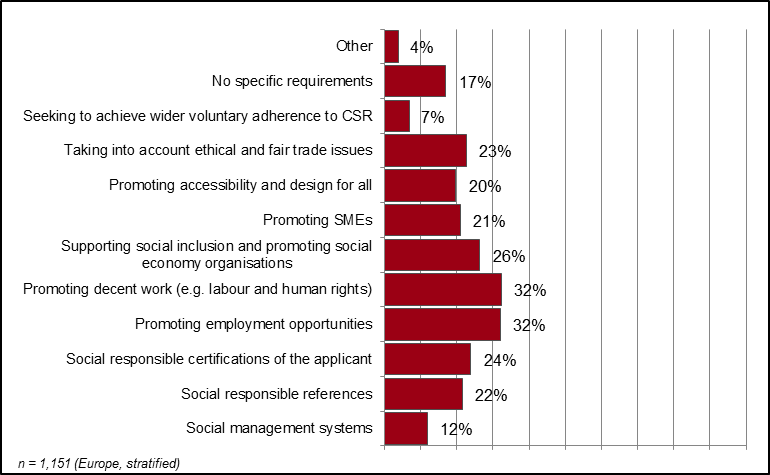 Other 4%
No specific requirements 17%
Seeking to achieve wider voluntary adherence to CSR 7%
Taking into account ethical and fair trade issues 23%
Promoting accessibility and design for all 20%
Promoting SMEs 21%
Supporting social inclusion and promoting social
economy organisations 26%
Promoting decent work (e.g. labour and human rights) 32%
Promoting employment opportunities 32%
Social responsible certifications of the applicant 24%
Social responsible references 22%
Social management systems 12%
n = 1,151 (Europe, stratified)